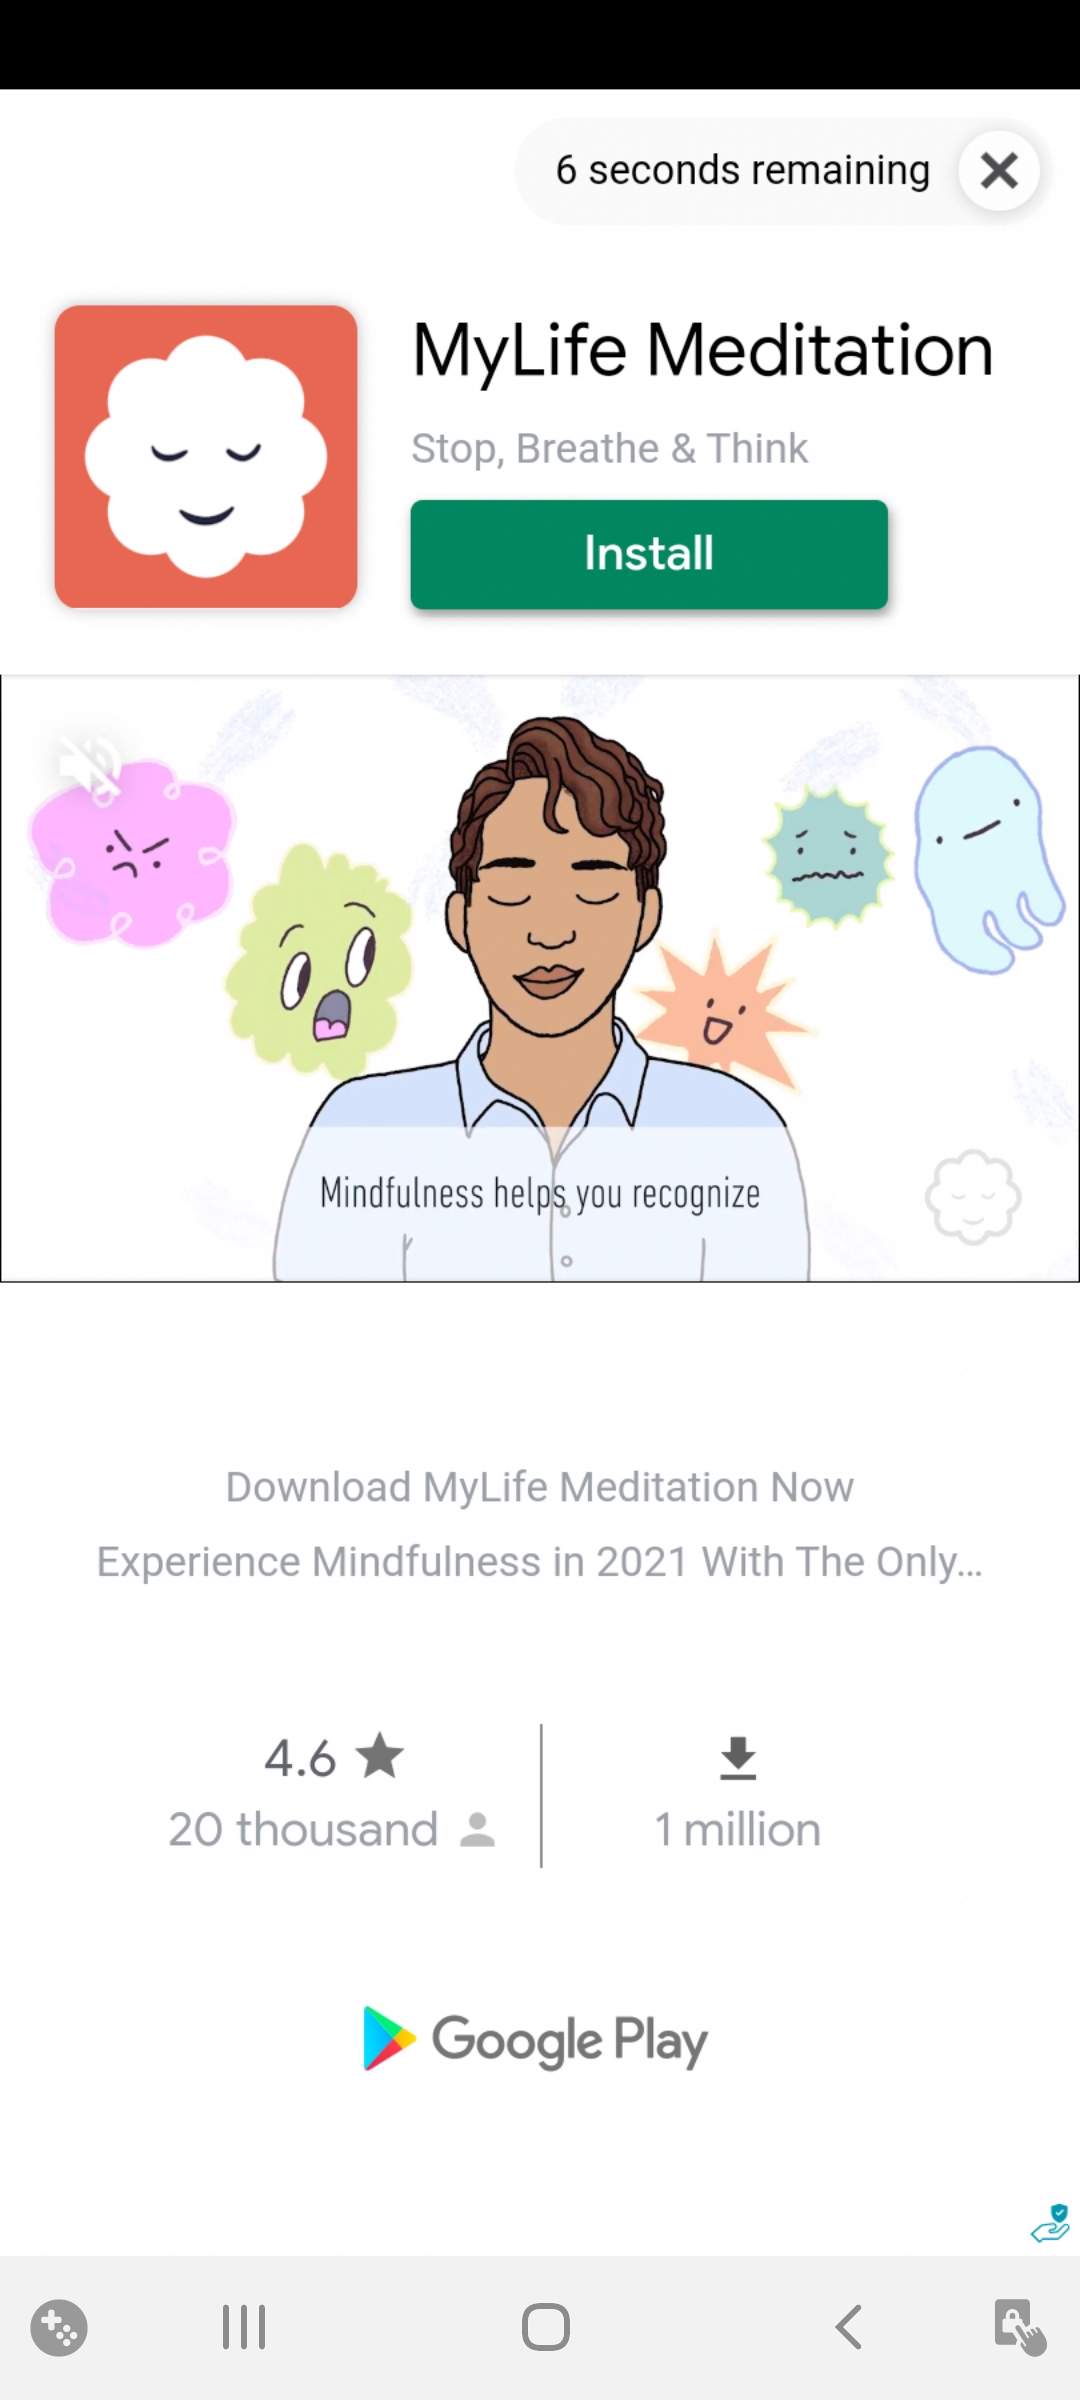 6 seconds remaining
MyLife Meditation
Stop, Breathe & Think
Install
Mindfulness helps you recognize
Download MyLife Meditation Now
Experience Mindfulness in 2021 With The Only...
4.6
20 thousand
1 million
Google Play